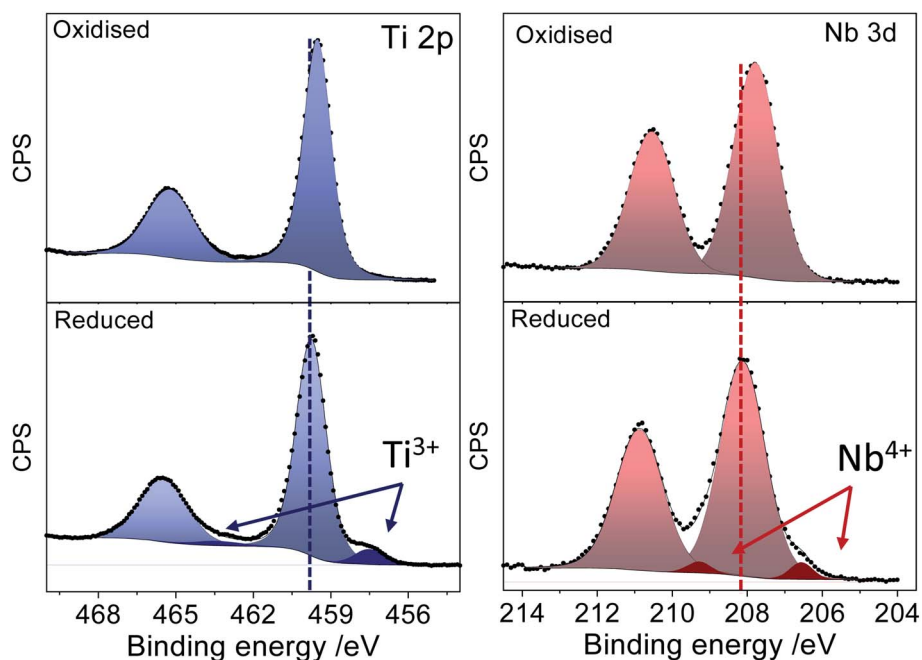 Oxidised
Ti 2p
CPS
Oxidised
Nb 3d
CPS
Reduced
Ti³⁺
CPS
468 465 462 459 456
Binding energy /eV
Reduced
Nb⁴⁺
CPS
214 212 210 208 206 204
Binding energy /eV